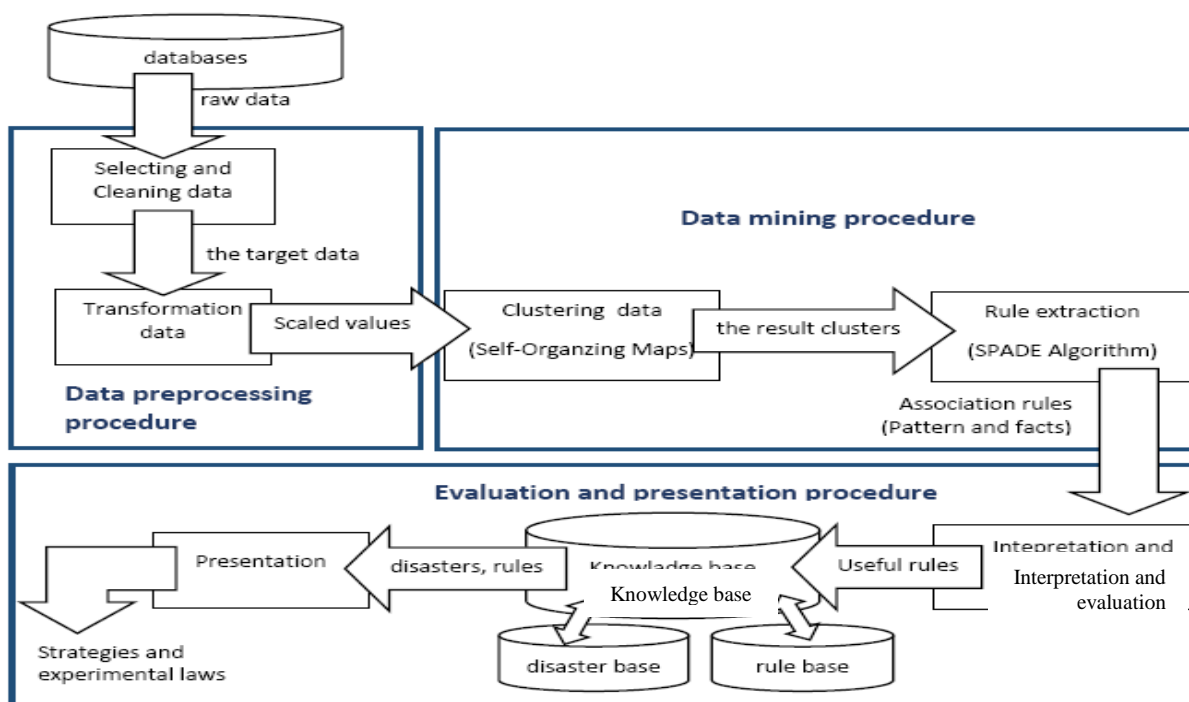 databases
raw data
Selecting and
Cleaning data
the target data
Transformation
data
Scaled values
Data preprocessing
procedure
Data mining procedure
Clustering data
(Self-Organzing Maps)
the result clusters
Rule extraction
(SPADE Algorithm)
Association rules
(Pattern and facts)
Evaluation and presentation procedure
Intepretation and
Interpretation and
evaluation
Useful rules
Knowladge base
Knowledge base
disaster base
rule base
disasters, rules
Presentation
Strategies and
experimental laws